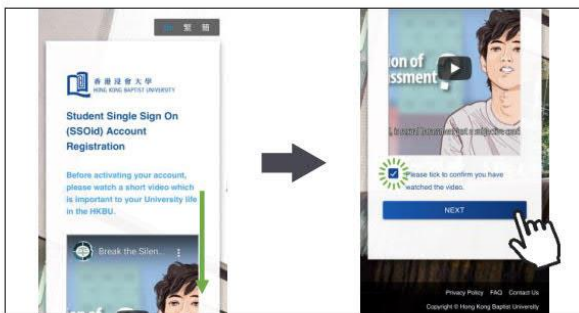 繁 簡
香港浸會大學
HONG KONG BAPTIST UNIVERSITY
Student Single Sign On
(SSOid) Account
Registration
Before activating your account,
please watch a short video which
is important to your University life
in the HKBU.
Break the Silen...
ion of
ssment
Please tick to confirm you have
watched the video.
NEXT
Privacy Policy FAQ Contact Us
Copyright © Hong Kong Baptist University